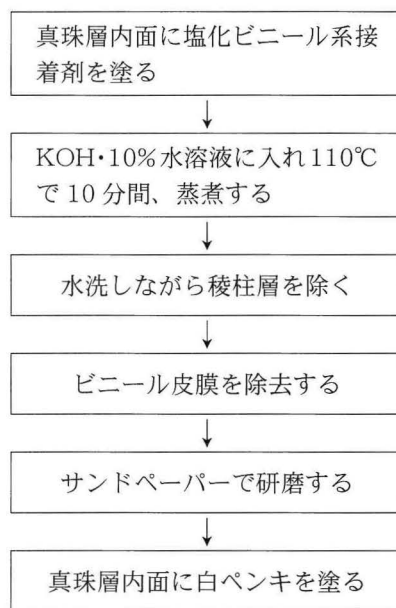 真珠層内面に塩化ビニール系接
着剤を塗る
KOH・10%水溶液に入れ110℃
で10分間、蒸煮する
水洗しながら稜柱層を除く
ビニール皮膜を除去する
サンドペーパーで研磨する
真珠層内面に白ペンキを塗る